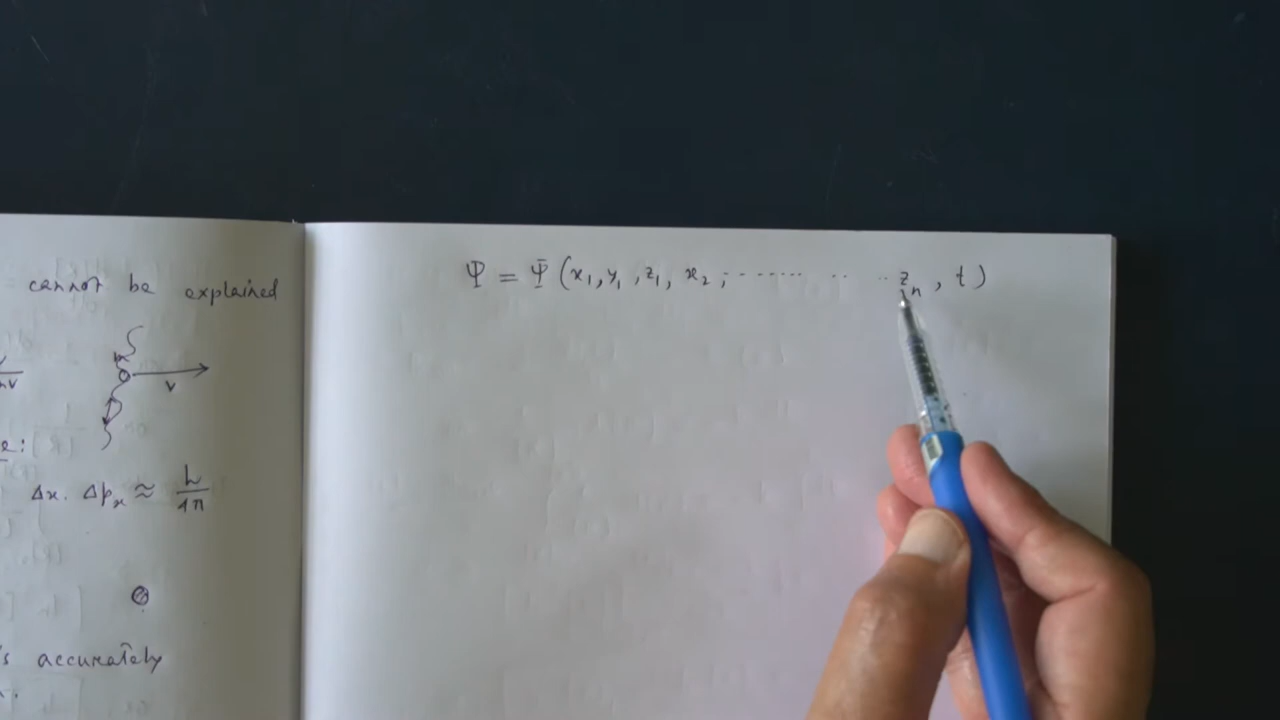 cannot be explained
v
Δx. Δpₓ ≈ h/4π
accurately
Ψ = Ψ (x₁, y₁, z₁, x₂, ------- -- -- zₙ, t)